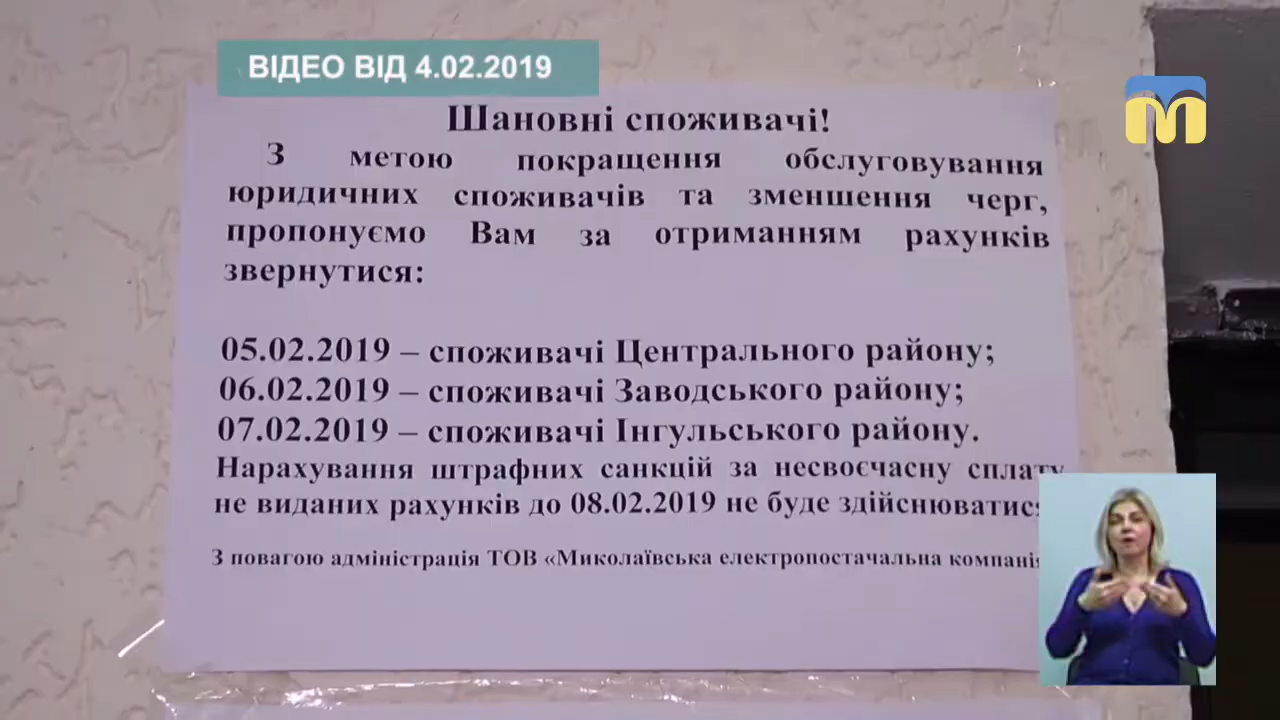 ВІДЕО ВІД 4.02.2019
Шановні споживачі!
З метою покращення обслуговування
юридичних споживачів та зменшення черг,
пропонуємо Вам за отриманням рахунків
звернутися:
05.02.2019 – споживачі Центрального району;
06.02.2019 – споживачі Заводського району;
07.02.2019 – споживачі Інгульського району.
Нарахування штрафних санкцій за несвоєчасну сплату
не виданих рахунків до 08.02.2019 не буде
З повагою адміністрація ТОВ «Миколаївська електропостачальна